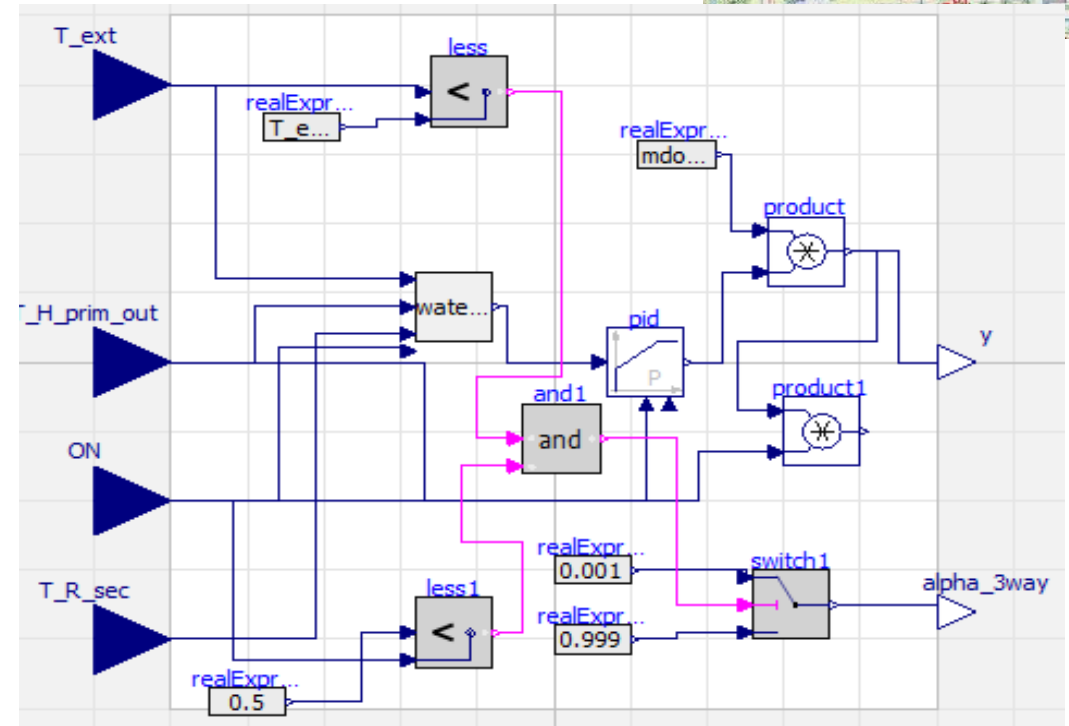 T_ext
less
<
realExpr...
T_e...
realExpr...
mdo...
product
wate...
_H_prim_out
pid
P
y
and1
and
product1
ON
realExpr...
0.001
switch1
alpha_3way
T_R_sec
less1
<
realExpr...
0.999
realExpr...
0.5